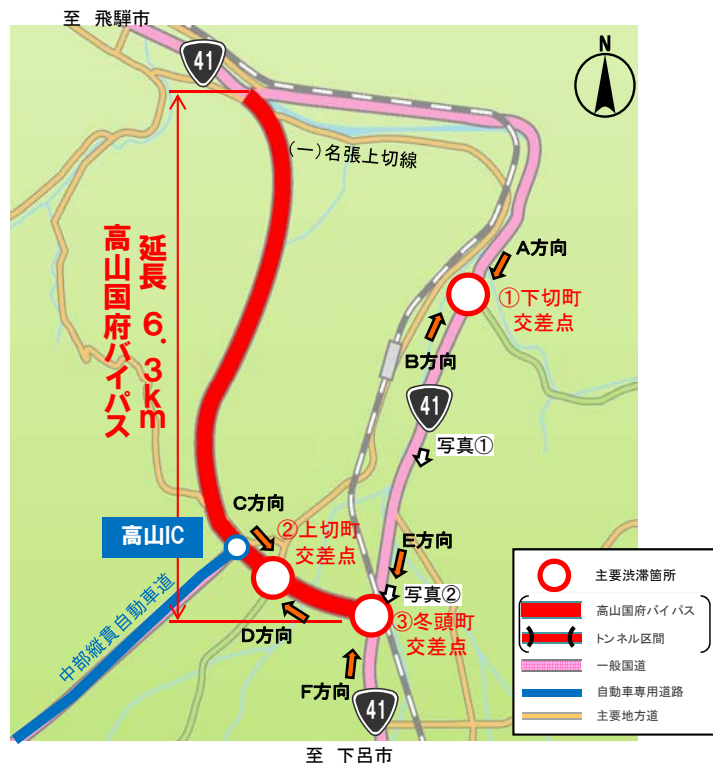 至 飛騨市
41
N
(一)名張上切線
A方向
①下切町
交差点
B方向
延長 6.3km
高山国府バイパス
41
写真①
C方向
②上切町
交差点
E方向
高山IC
写真②
③冬頭町
交差点
D方向
F方向
中部縦貫自動車道
41
至 下呂市
主要渋滞箇所
高山国府バイパス
トンネル区間
一般国道
自動車専用道路
主要地方道